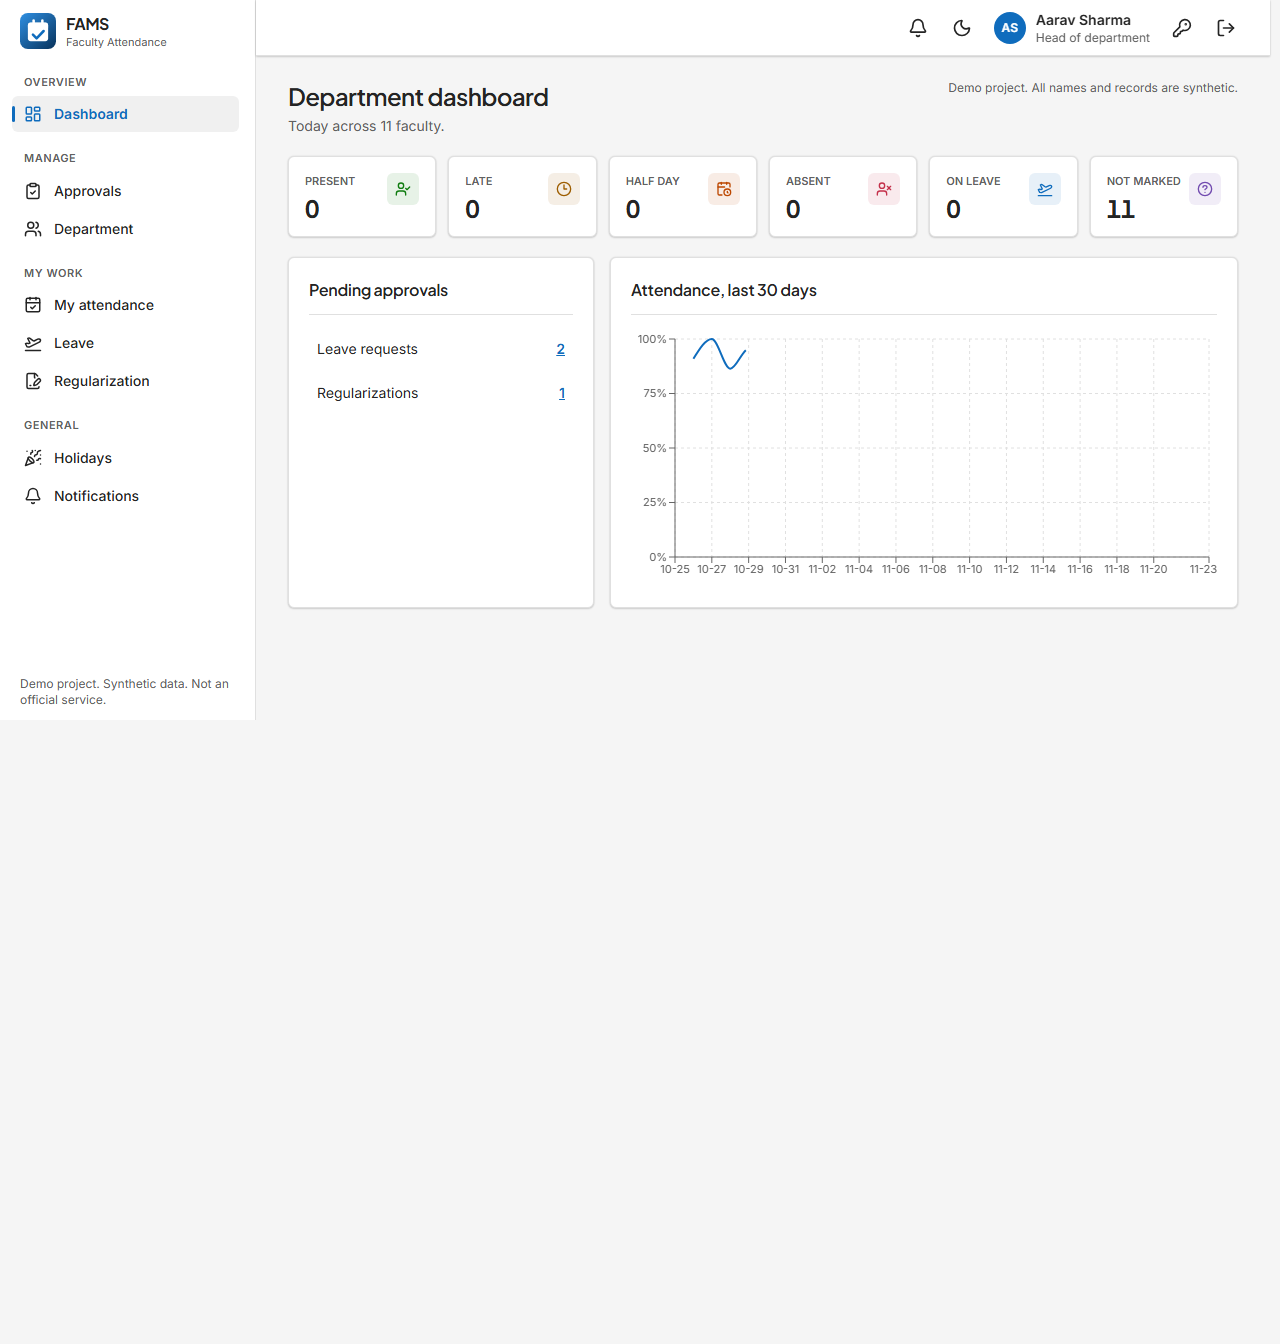 FAMS
Faculty Attendance
OVERVIEW
Dashboard
MANAGE
Approvals
Department
MY WORK
My attendance
Leave
Regularization
GENERAL
Holidays
Notifications
Demo project. Synthetic data. Not an
official service.
AS
Aarav Sharma
Head of department
Department dashboard
Today across 11 faculty.
Demo project. All names and records are synthetic.
PRESENT
0
LATE
0
HALF DAY
0
ABSENT
0
ON LEAVE
0
NOT MARKED
11
Pending approvals
Leave requests 2
Regularizations 1
Attendance, last 30 days
100%
75%
50%
25%
0%
10-25 10-27 10-29 10-31 11-02 11-04 11-06 11-08 11-10 11-12 11-14 11-16 11-18 11-20 11-23